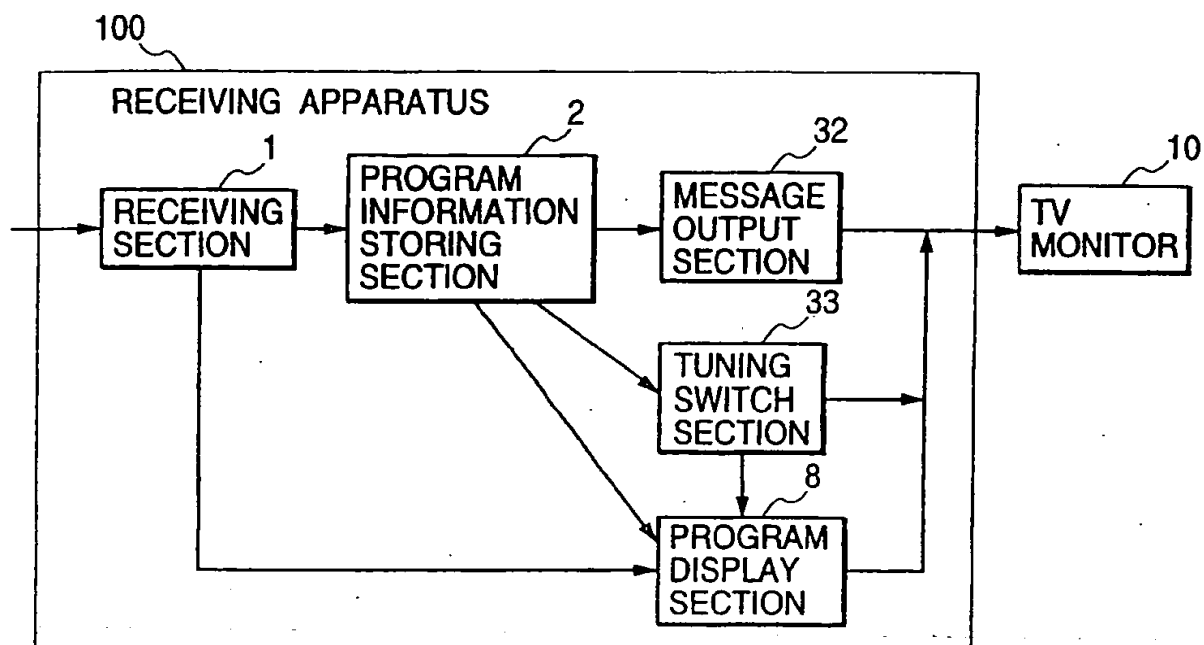 100
RECEIVING APPARATUS
1
RECEIVING
SECTION
2
PROGRAM
INFORMATION
STORING
SECTION
32
MESSAGE
OUTPUT
SECTION
10
TV
MONITOR
33
TUNING
SWITCH
SECTION
8
PROGRAM
DISPLAY
SECTION